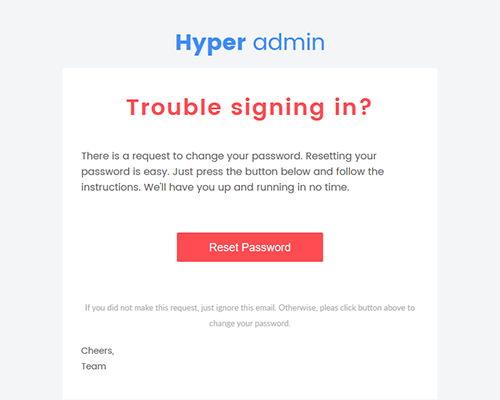 Hyper admin
Trouble signing in?
There is a request to change your password. Resetting your
password is easy. Just press the button below and follow the
instructions. We'll have you up and running in no time.
Reset Password
If you did not make this request, just ignore this email. Otherwise, pleas click button above to
change your password.
Cheers,
Team